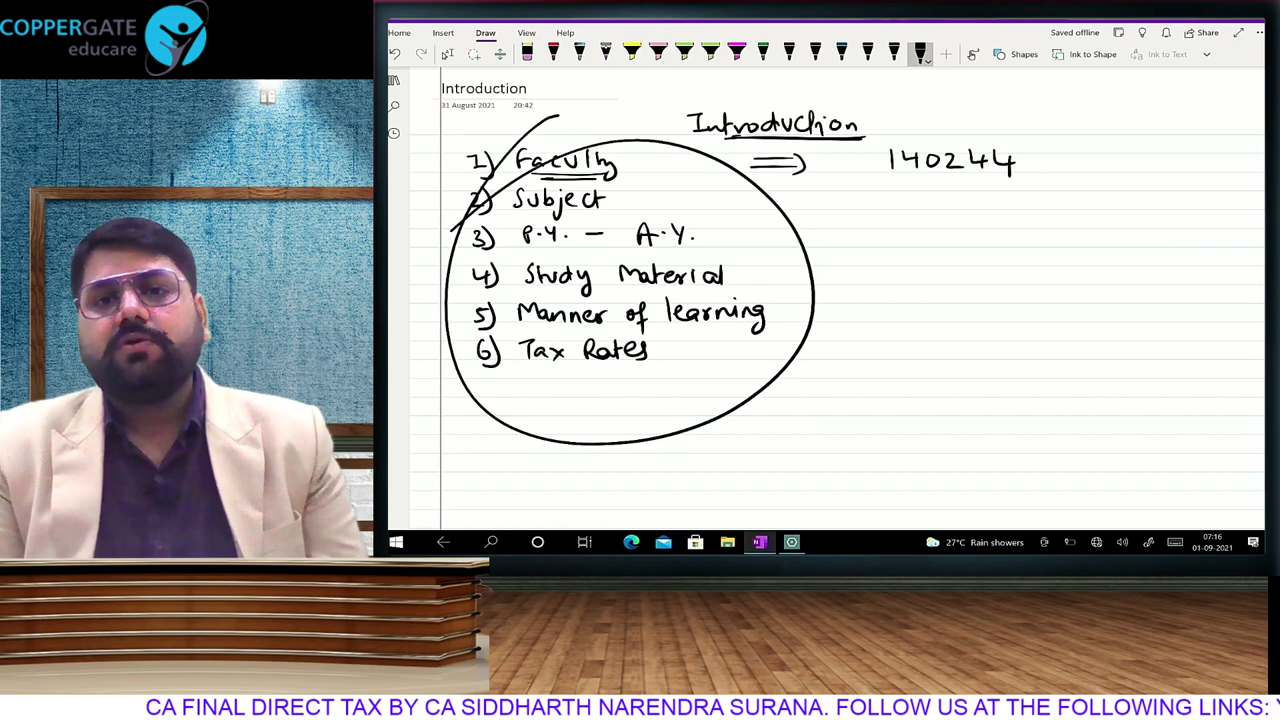 COPPERGATE
educare
Home Insert Draw View Help
Saved offline
Share
Shapes
Ink to Shape
Ink to Text
Introduction
31 August 2021 20:42
Introduction
1) Faculty ⇒ 140244
2) Subject
3) P.Y. – A.Y.
4) Study Material
5) Manner of learning
6) Tax Rates
27°C Rain showers
07:16
01-09-2021
CA FINAL DIRECT TAX BY CA SIDDHARTH NARENDRA SURANA. FOLLOW US AT THE FOLLOWING LINKS: